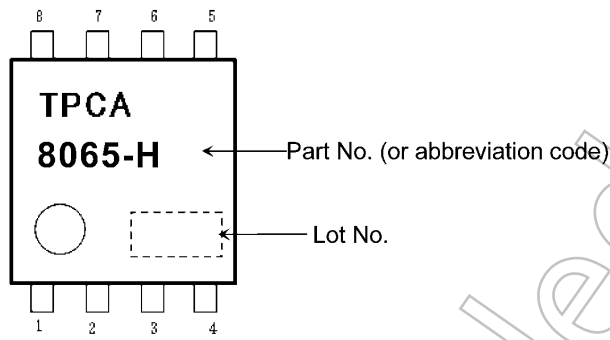 8 7 6 5
TPCA
8065-H
Part No. (or abbreviation code)
Lot No.
1 2 3 4